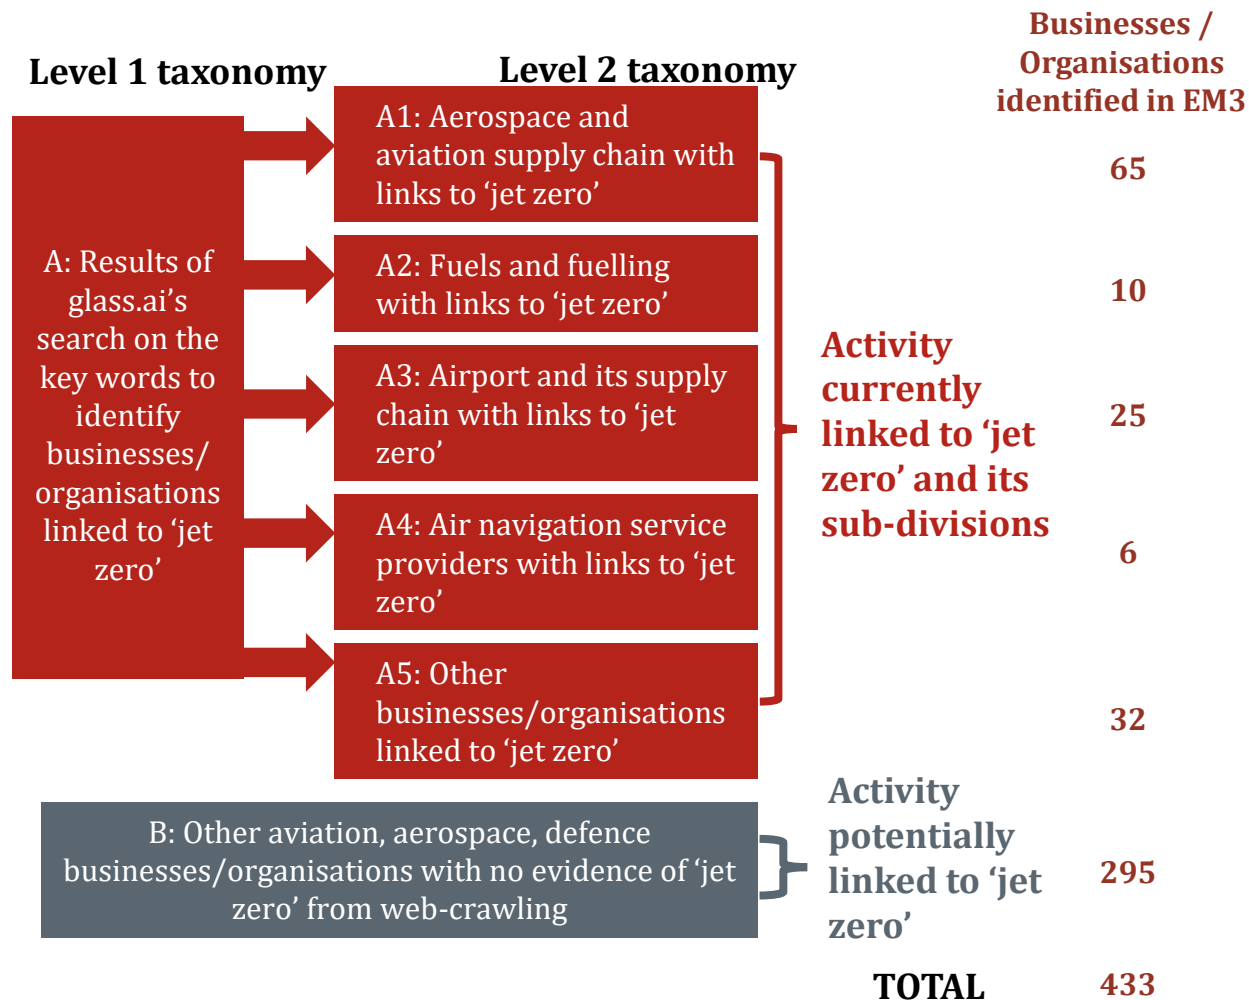 Level 1 taxonomy
Level 2 taxonomy
Businesses /
Organisations
identified in EM3
A: Results of
glass.ai’s
search on the
key words to
identify
businesses/
organisations
linked to ‘jet
zero’
A1: Aerospace and
aviation supply chain with
links to ‘jet zero’
65
A2: Fuels and fuelling
with links to ‘jet zero’
10
A3: Airport and its supply
chain with links to ‘jet
zero’
25
A4: Air navigation service
providers with links to ‘jet
zero’
6
A5: Other
businesses/organisations
linked to ‘jet zero’
32
Activity
currently
linked to ‘jet
zero’ and its
sub-divisions
B: Other aviation, aerospace, defence
businesses/organisations with no evidence of ‘jet
zero’ from web-crawling
Activity
potentially
linked to ‘jet
zero’
295
TOTAL
433